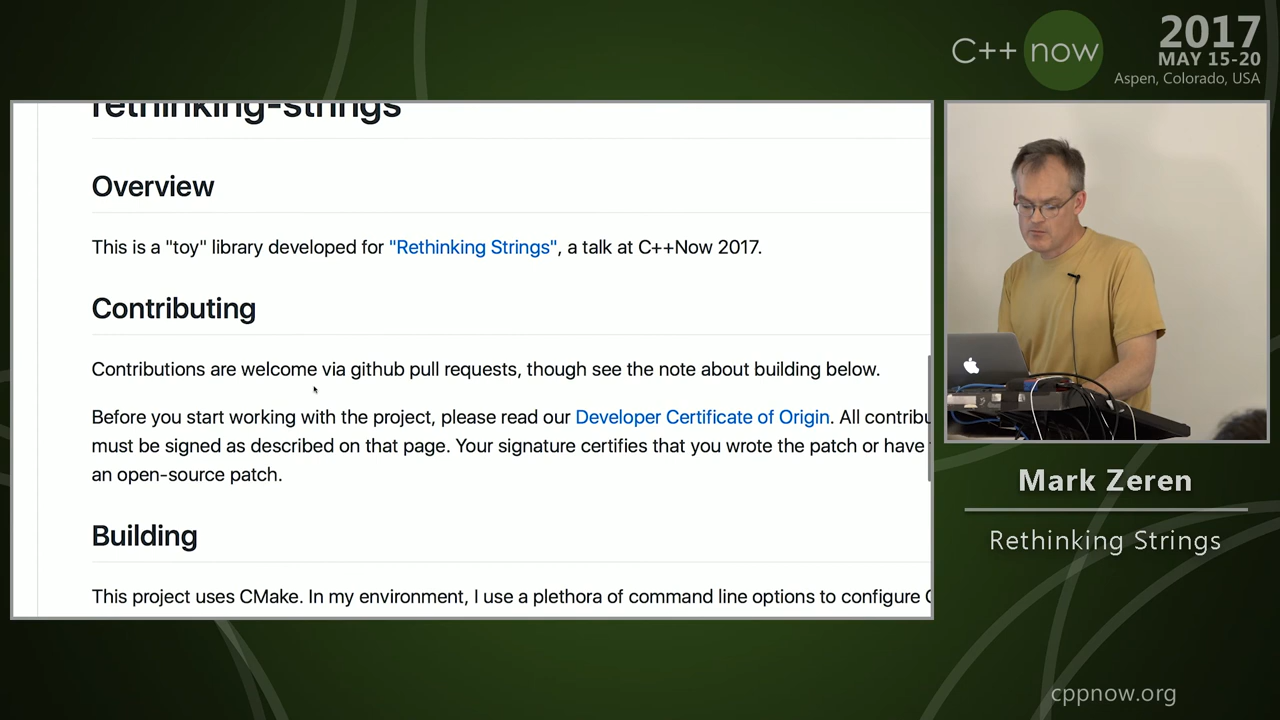 C++ now
2017
MAY 15-20
Aspen, Colorado, USA
rethinking-strings
Overview
This is a "toy" library developed for "Rethinking Strings", a talk at C++Now 2017.
Contributing
Contributions are welcome via github pull requests, though see the note about building below.
Before you start working with the project, please read our Developer Certificate of Origin. All contribu
must be signed as described on that page. Your signature certifies that you wrote the patch or have
an open-source patch.
Building
This project uses CMake. In my environment, I use a plethora of command line options to configure
Mark Zeren
Rethinking Strings
cppnow.org